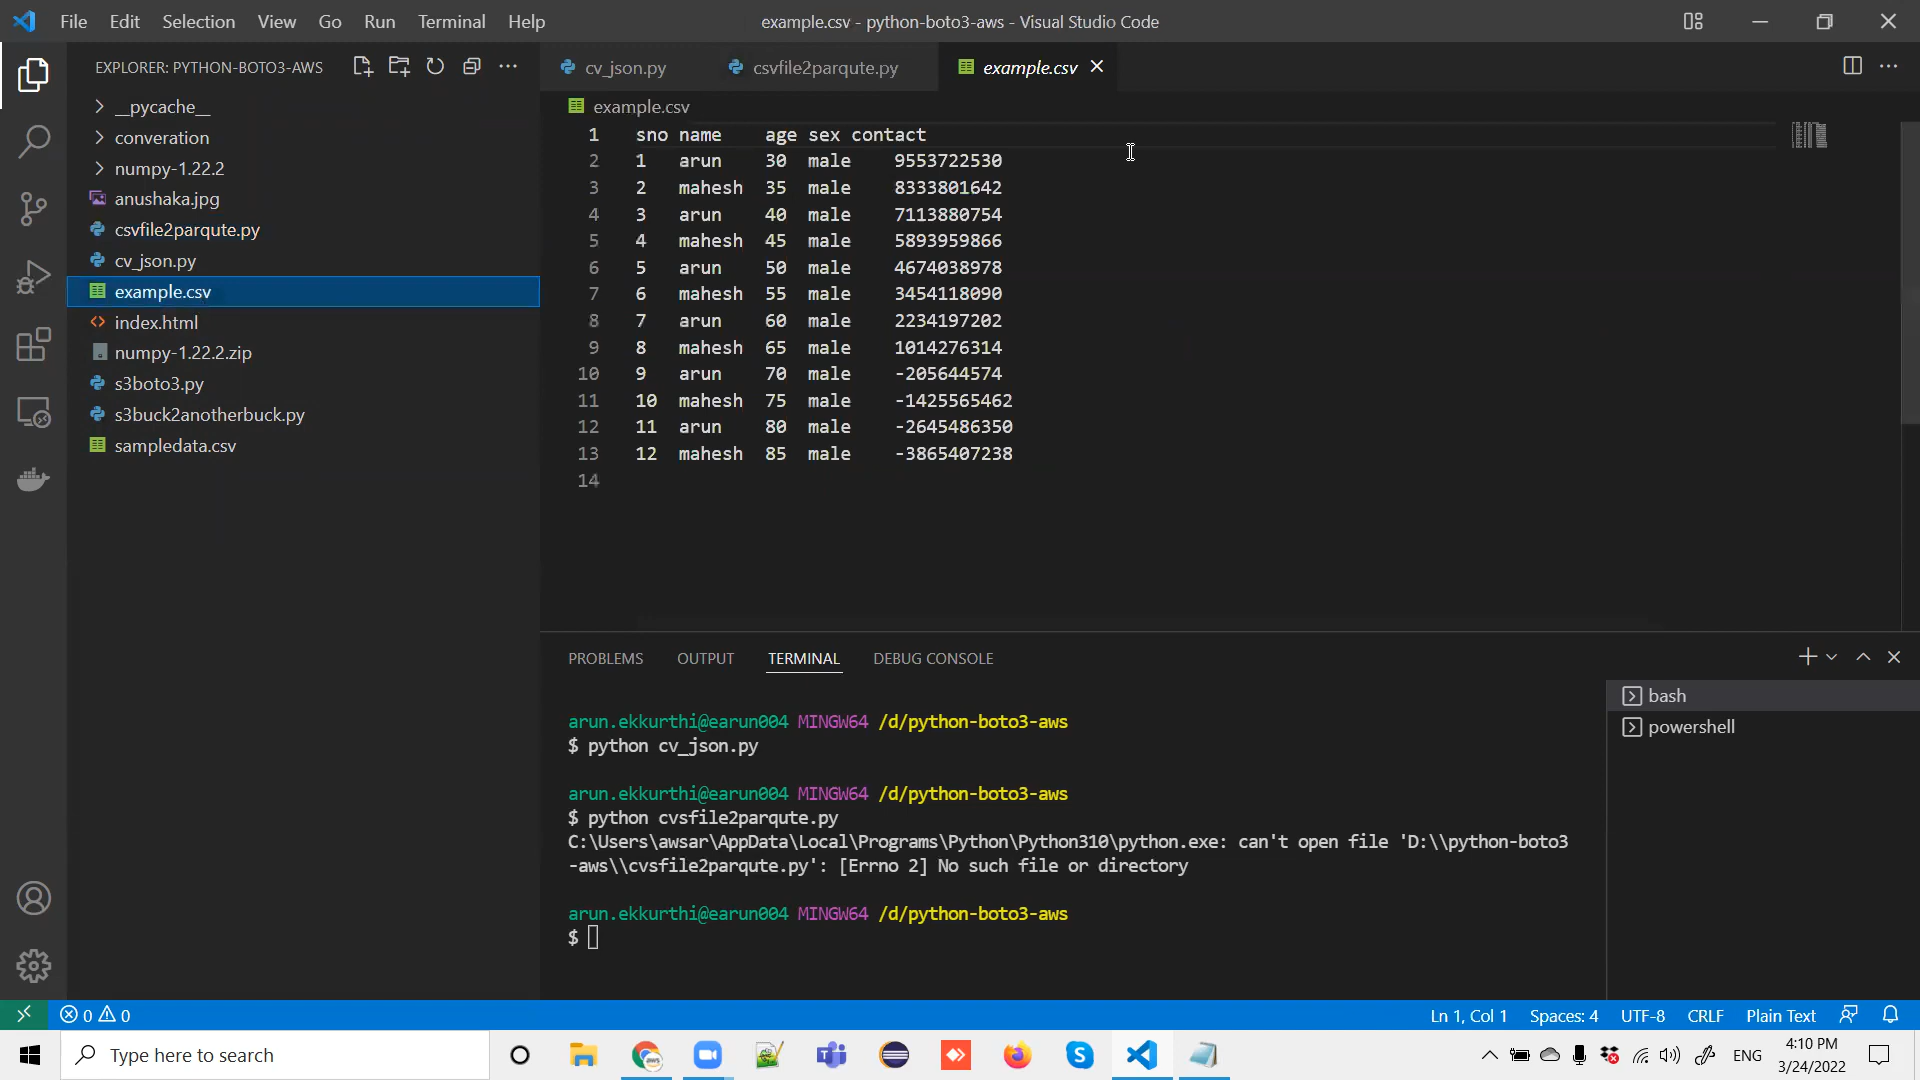 File Edit Selection View Go Run Terminal Help
example.csv - python-boto3-aws - Visual Studio Code
EXPLORER: PYTHON-BOTO3-AWS
__pycache__
converation
numpy-1.22.2
anushaka.jpg
csvfile2parqute.py
cv_json.py
example.csv
index.html
numpy-1.22.2.zip
s3boto3.py
s3buck2anotherbuck.py
sampledata.csv
cv_json.py csvfile2parqute.py example.csv
example.csv
1 sno name age sex contact
2 1 arun 30 male 9553722530
3 2 mahesh 35 male 8333801642
4 3 arun 40 male 7113880754
5 4 mahesh 45 male 5893959866
6 5 arun 50 male 4674038978
7 6 mahesh 55 male 3454118090
8 7 arun 60 male 2234197202
9 8 mahesh 65 male 1014276314
10 9 arun 70 male -205644574
11 10 mahesh 75 male -1425565462
12 11 arun 80 male -2645486350
13 12 mahesh 85 male -3865407238
14
PROBLEMS OUTPUT TERMINAL DEBUG CONSOLE
arun.ekkurthi@earun004 MINGW64 /d/python-boto3-aws
$ python cv_json.py
arun.ekkurthi@earun004 MINGW64 /d/python-boto3-aws
$ python cvsfile2parqute.py
C:\Users\awsar\AppData\Local\Programs\Python\Python310\python.exe: can't open file 'D:\\python-boto3
-aws\\cvsfile2parqute.py': [Errno 2] No such file or directory
arun.ekkurthi@earun004 MINGW64 /d/python-boto3-aws
$
bash
powershell
0 0
Ln 1, Col 1 Spaces: 4 UTF-8 CRLF Plain Text
Type here to search
ENG
4:10 PM
3/24/2022